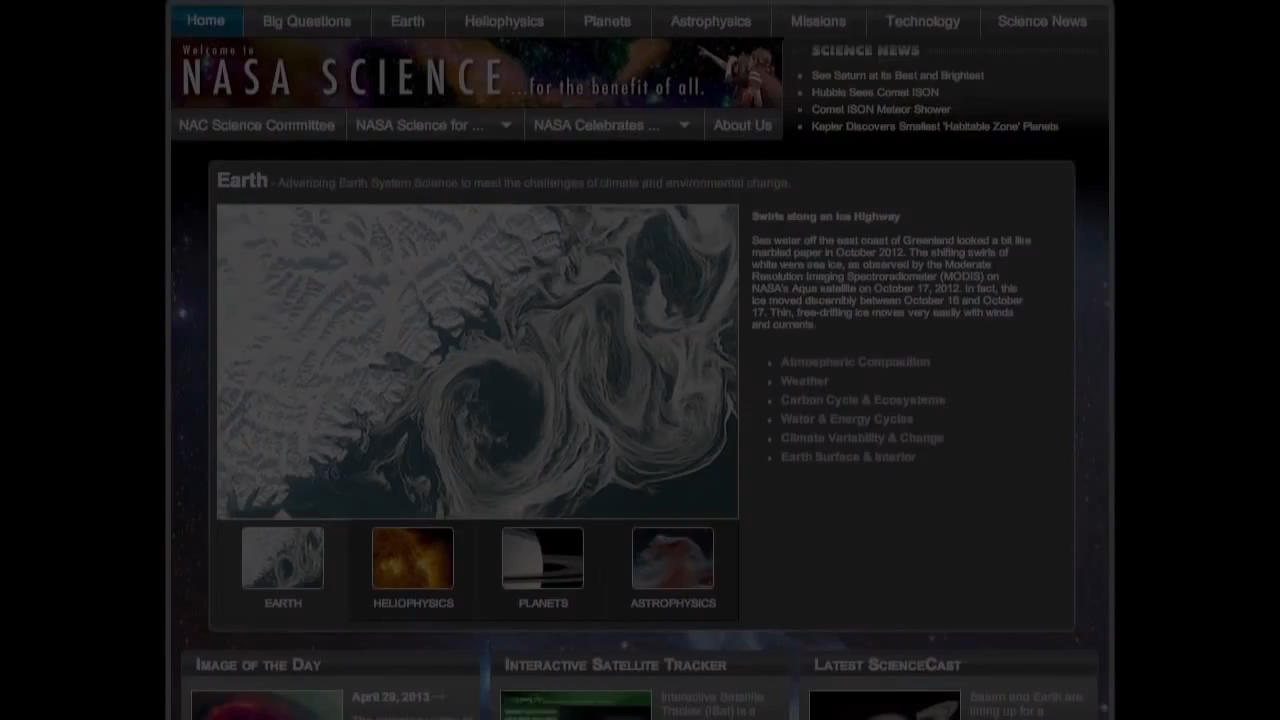 Home Big Questions Earth Heliophysics Planets Astrophysics Missions Technology Science News
Welcome to
NASA SCIENCE ...for the benefit of all.
SCIENCE NEWS
See Saturn at its Best and Brightest
Hubble Sees Comet ISON
Comet ISON Meteor Shower
Kepler Discovers Smallest 'Habitable Zone' Planets
NAC Science Committee NASA Science for ... NASA Celebrates ... About Us
Earth - Advancing Earth System Science to meet the challenges of climate and environmental change.
Swirls along an Ice Highway
Sea water off the east coast of Greenland looked a bit like
marbled paper in October 2012. The shifting swirls of
white were sea ice, as observed by the Moderate
Resolution Imaging Spectroradiometer (MODIS) on
NASA's Aqua satellite on October 17, 2012. In fact, this
ice moved discernibly between October 16 and October
17. Thin, free-drifting ice moves very easily with winds
and currents.
Atmospheric Composition
Weather
Carbon Cycle & Ecosystems
Water & Energy Cycles
Climate Variability & Change
Earth Surface & Interior
EARTH HELIOPHYSICS PLANETS ASTROPHYSICS
IMAGE OF THE DAY
April 29, 2013
INTERACTIVE SATELLITE TRACKER
Interactive Satellite
Tracker (iSat) is a
LATEST SCIENCECAST
Saturn and Earth are
lining up for a